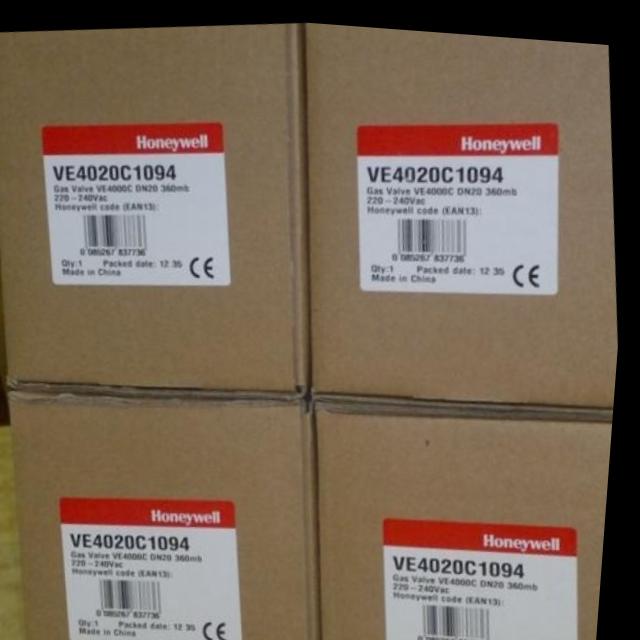 Honeywell
VE4020C1094
Gas Valve VE4000C DN20 360mb
220-240Vac
Honeywell code (EAN13):
0 085267 837736
Qty:1 Packed date: 12 35
Made in China
CE
Honeywell
VE4020C1094
Gas Valve VE4000C DN20 360mb
220-240Vac
Honeywell code (EAN13):
0 085267 837736
Qty:1 Packed date: 12 35
Made in China
CE
Honeywell
VE4020C1094
Gas Valve VE4000C DN20 360mb
220-240Vac
Honeywell code (EAN13):
0 085267 837736
Qty:1 Packed date: 12 35
Made in China
CE
Honeywell
VE4020C1094
Gas Valve VE4000C DN20 360mb
220-240Vac
Honeywell code (EAN13):